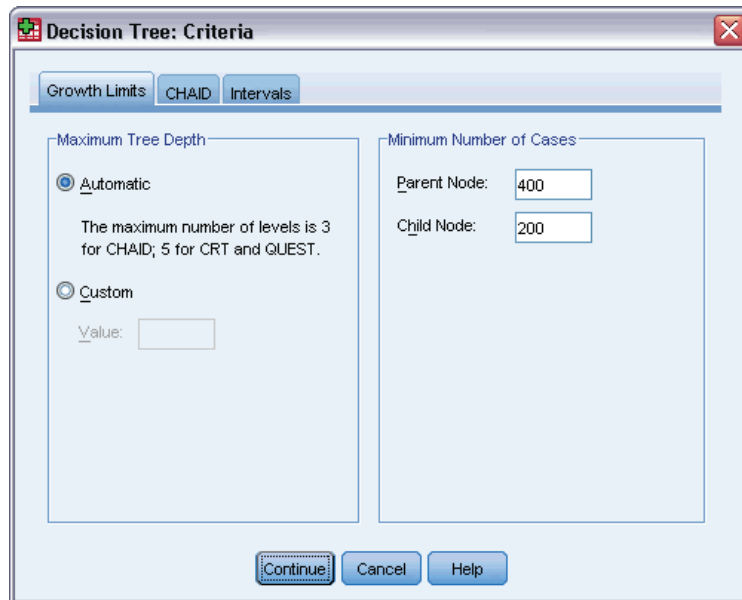 Decision Tree: Criteria
Growth Limits
CHAID
Intervals
Maximum Tree Depth
Automatic
The maximum number of levels is 3
for CHAID; 5 for CRT and QUEST.
Custom
Value:
Minimum Number of Cases
Parent Node: 400
Child Node: 200
Continue
Cancel
Help